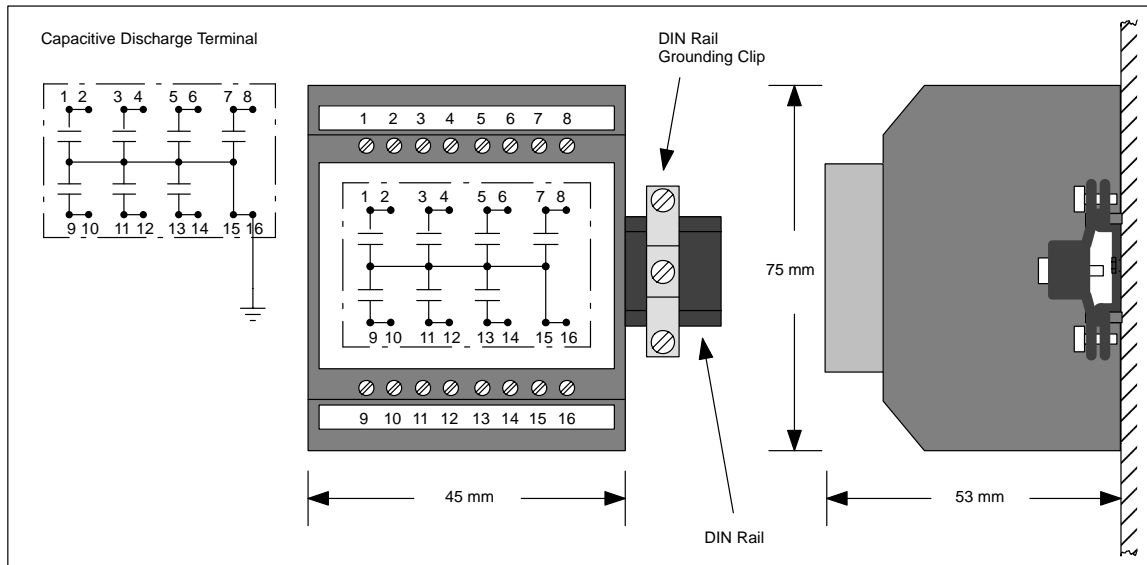 Capacitive Discharge Terminal
1 2 3 4 5 6 7 8
9 10 11 12 13 14 15 16
1 2 3 4 5 6 7 8
1 2 3 4 5 6 7 8
9 10 11 12 13 14 15 16
9 10 11 12 13 14 15 16
45 mm
DIN Rail
Grounding Clip
DIN Rail
75 mm
53 mm